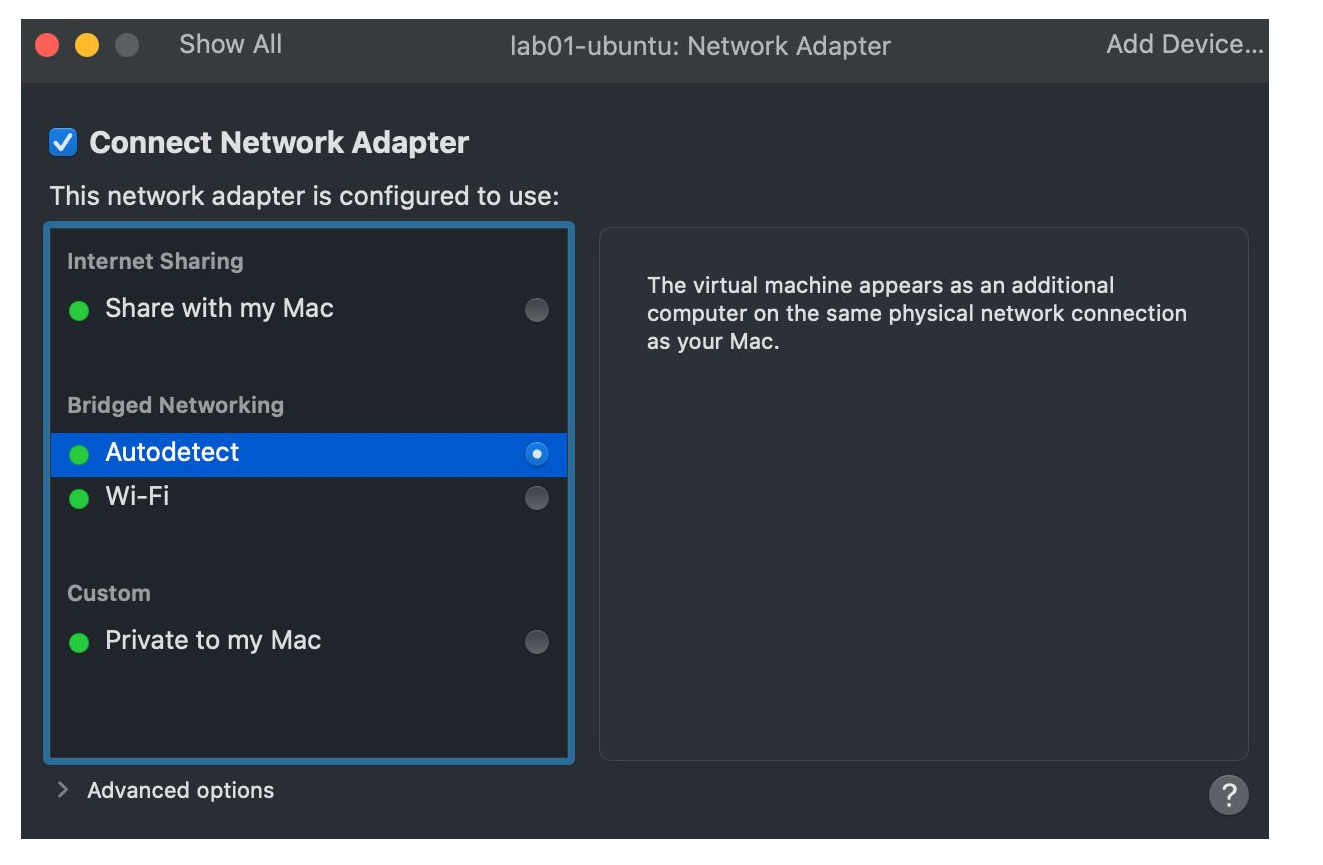 Show All
lab01-ubuntu: Network Adapter
Add Device...
Connect Network Adapter
This network adapter is configured to use:
Internet Sharing
Share with my Mac
Bridged Networking
Autodetect
Wi-Fi
Custom
Private to my Mac
The virtual machine appears as an additional
computer on the same physical network connection
as your Mac.
Advanced options
?